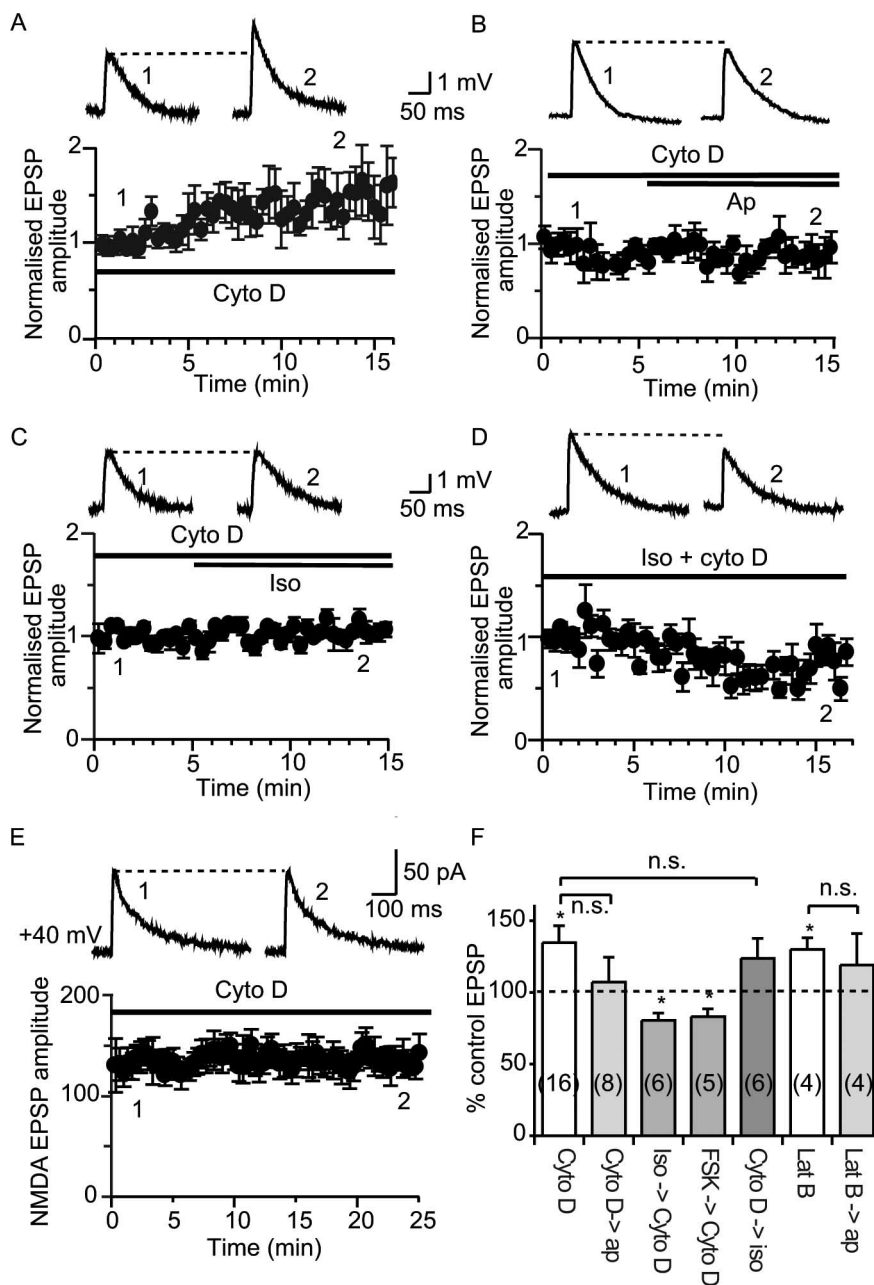 A
1
2
1 mV
50 ms
Normalised EPSP
amplitude
2
1
0
1
2
Cyto D
0 5 10 15
Time (min)
B
1
2
Normalised EPSP
amplitude
2
1
0
Cyto D
Ap
1
2
0 5 10 15
Time (min)
C
1
2
1 mV
50 ms
Normalised EPSP
amplitude
2
1
0
Cyto D
Iso
1
2
0 5 10 15
Time (min)
D
1
2
Normalised EPSP
amplitude
2
1
0
Iso + cyto D
1
2
0 5 10 15
Time (min)
E
1
2
50 pA
100 ms
+40 mV
NMDA EPSP amplitude
200
100
0
Cyto D
1
2
0 5 10 15 20 25
Time (min)
F
n.s.
n.s.
n.s.
* * * *
% control EPSP
150
100
50
0
(16) (8) (6) (5) (6) (4) (4)
Cyto D
Cyto D-> ap
Iso -> Cyto D
FSK -> Cyto D
Cyto D -> iso
Lat B
Lat B -> ap